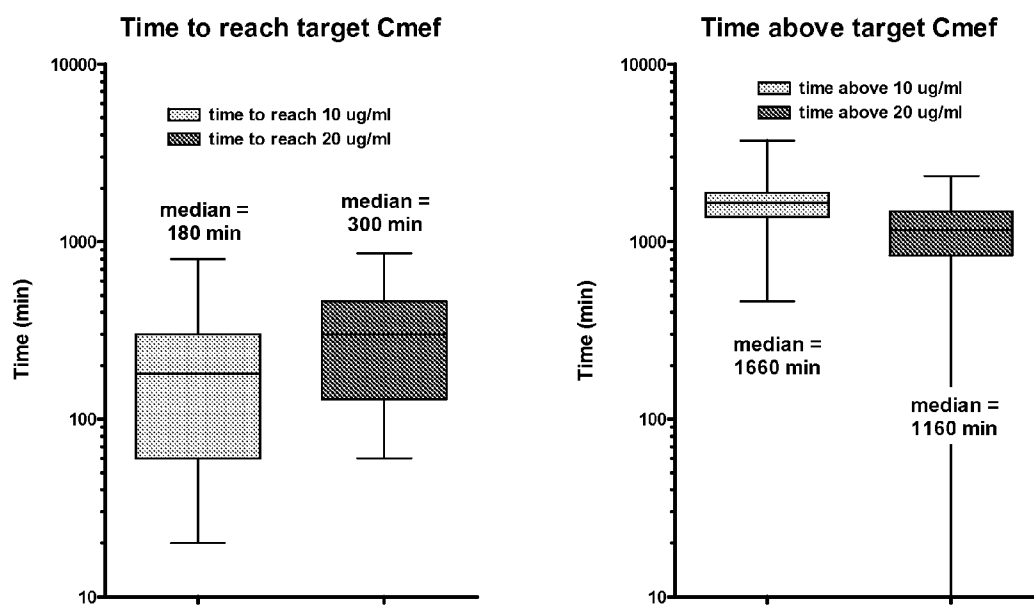 Time to reach target Cmef
10000
time to reach 10 ug/ml
time to reach 20 ug/ml
median =
180 min
median =
300 min
1000
Time (min)
100
10
Time above target Cmef
10000
time above 10 ug/ml
time above 20 ug/ml
1000
Time (min)
median =
1660 min
median =
1160 min
100
10